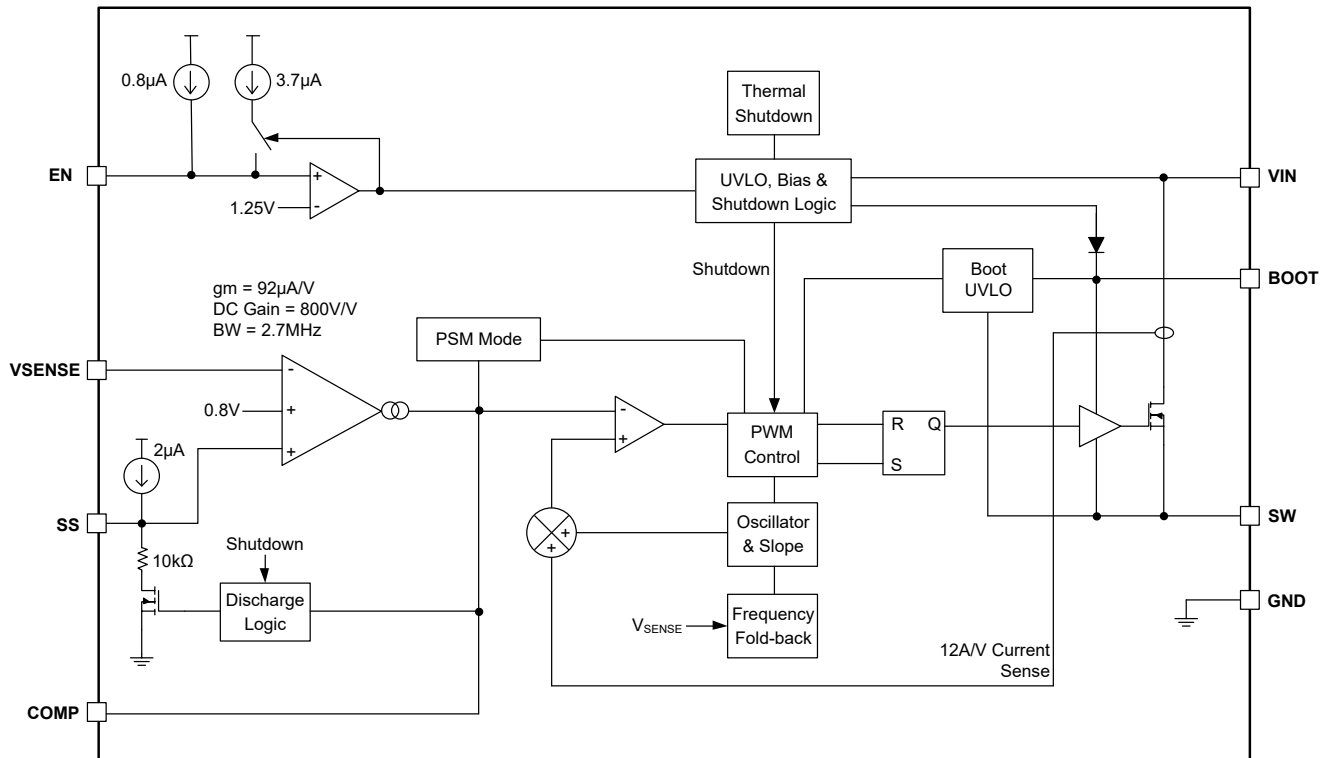 0.8µA
3.7µA
Thermal
Shutdown
EN
+
-
1.25V
UVLO, Bias &
Shutdown Logic
VIN
Shutdown
Boot
UVLO
BOOT
gm = 92µA/V
DC Gain = 800V/V
BW = 2.7MHz
PSM Mode
VSENSE
-
0.8V
+
+
-
+
PWM
Control
R
Q
S
2µA
SS
10kΩ
Shutdown
Discharge
Logic
+
+
Oscillator
& Slope
SW
VSENSE
Frequency
Fold-back
GND
12A/V Current
Sense
COMP